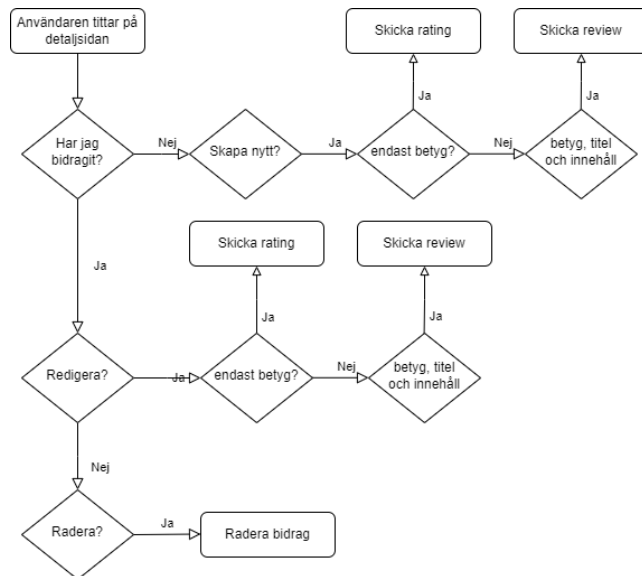 Användaren tittar på
detaljsidan
Skicka rating
Skicka review
Ja
Ja
Har jag
bidragit?
Nej
Skapa nytt?
Ja
endast betyg?
Nej
betyg, titel
och innehåll
Skicka rating
Skicka review
Ja
Ja
Ja
Redigera?
Ja
endast betyg?
Nej
betyg, titel
och innehåll
Nej
Radera?
Ja
Radera bidrag